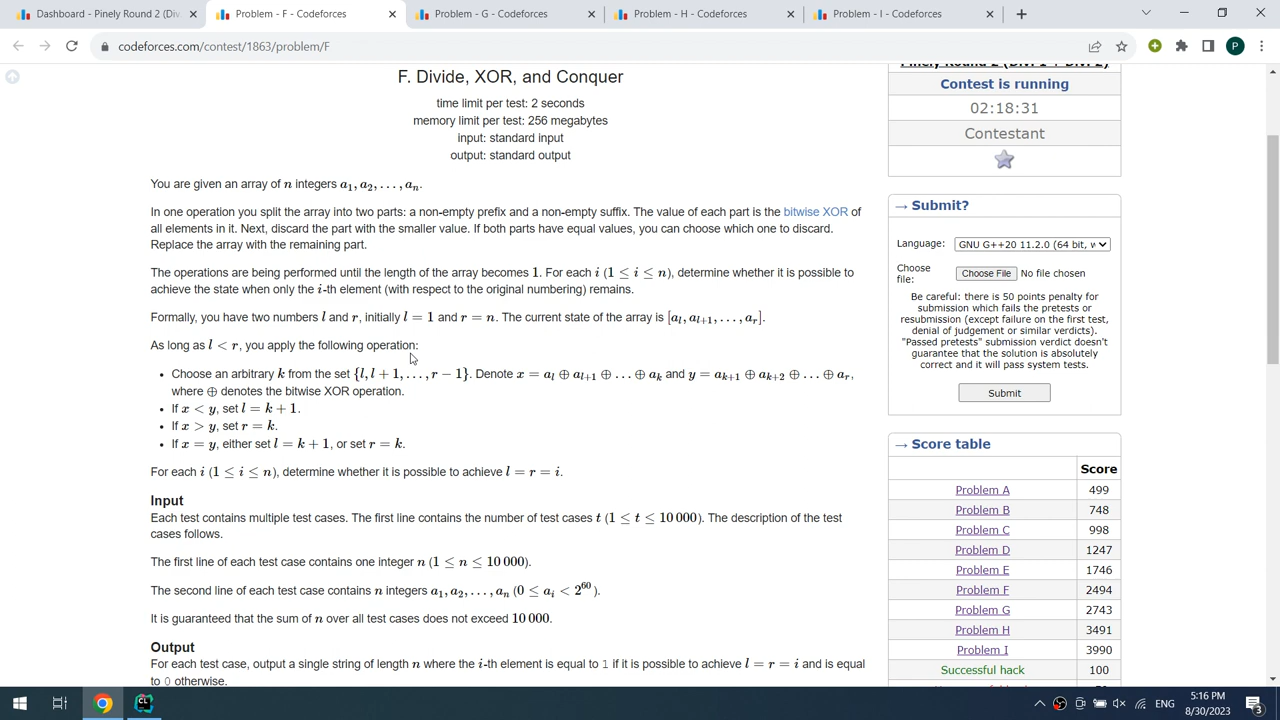 Dashboard - Pinely Round 2 (Div.
Problem - F - Codeforces
Problem - G - Codeforces
Problem - H - Codeforces
Problem - I - Codeforces
codeforces.com/contest/1863/problem/F
P
F. Divide, XOR, and Conquer
time limit per test: 2 seconds
memory limit per test: 256 megabytes
input: standard input
output: standard output
You are given an array of n integers a1, a2, . . . , an.
In one operation you split the array into two parts: a non-empty prefix and a non-empty suffix. The value of each part is the bitwise XOR of
all elements in it. Next, discard the part with the smaller value. If both parts have equal values, you can choose which one to discard.
Replace the array with the remaining part.
The operations are being performed until the length of the array becomes 1. For each i (1 ≤ i ≤ n), determine whether it is possible to
achieve the state when only the i-th element (with respect to the original numbering) remains.
Formally, you have two numbers l and r, initially l = 1 and r = n. The current state of the array is [al, al+1, . . . , ar].
As long as l < r, you apply the following operation:
• Choose an arbitrary k from the set {l, l + 1, . . . , r − 1}. Denote x = al ⊕ al+1 ⊕ . . . ⊕ ak and y = ak+1 ⊕ ak+2 ⊕ . . . ⊕ ar,
where ⊕ denotes the bitwise XOR operation.
• If x < y, set l = k + 1.
• If x > y, set r = k.
• If x = y, either set l = k + 1, or set r = k.
For each i (1 ≤ i ≤ n), determine whether it is possible to achieve l = r = i.
Input
Each test contains multiple test cases. The first line contains the number of test cases t (1 ≤ t ≤ 10 000). The description of the test
cases follows.
The first line of each test case contains one integer n (1 ≤ n ≤ 10 000).
The second line of each test case contains n integers a1, a2, . . . , an (0 ≤ ai < 2^60).
It is guaranteed that the sum of n over all test cases does not exceed 10 000.
Output
For each test case, output a single string of length n where the i-th element is equal to 1 if it is possible to achieve l = r = i and is equal
to 0 otherwise.
Pinely Round 2 (Div. 1 + Div. 2)
Contest is running
02:18:31
Contestant
→ Submit?
Language: GNU G++20 11.2.0 (64 bit, w
Choose
file:
Choose File No file chosen
Be careful: there is 50 points penalty for
submission which fails the pretests or
resubmission (except failure on the first test,
denial of judgement or similar verdicts).
"Passed pretests" submission verdict doesn't
guarantee that the solution is absolutely
correct and it will pass system tests.
Submit
→ Score table
Score
Problem A 499
Problem B 748
Problem C 998
Problem D 1247
Problem E 1746
Problem F 2494
Problem G 2743
Problem H 3491
Problem I 3990
Successful hack 100
CL
ENG
5:16 PM
8/30/2023
3